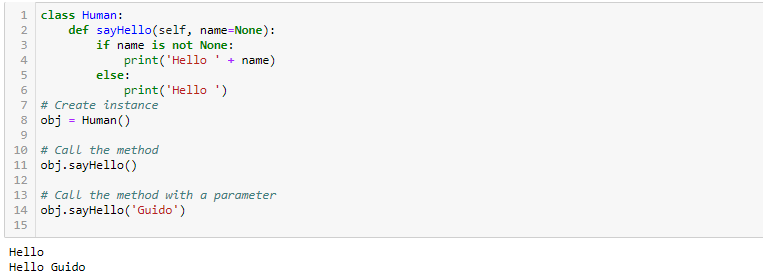 1 class Human:
2     def sayHello(self, name=None):
3         if name is not None:
4             print('Hello ' + name)
5         else:
6             print('Hello ')
7 # Create instance
8 obj = Human()
9
10 # Call the method
11 obj.sayHello()
12
13 # Call the method with a parameter
14 obj.sayHello('Guido')
15
Hello
Hello Guido